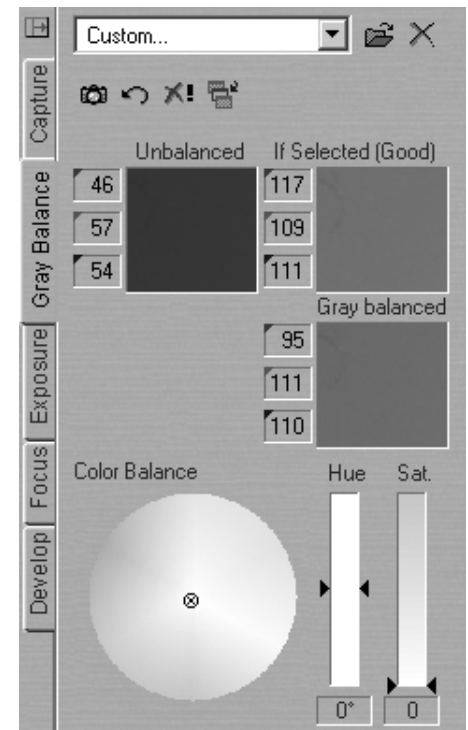 Custom...
Capture
Gray Balance
Exposure
Focus
Develop
Unbalanced If Selected (Good)
46 117
57 109
54 111
Gray balanced
95
111
110
Color Balance Hue Sat.
0° 0